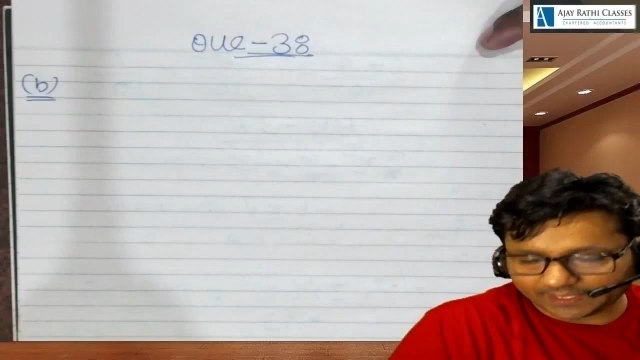 AJAY RATHI CLASSES
CHARTERED ACCOUNTANTS
A
Que-38
(b)